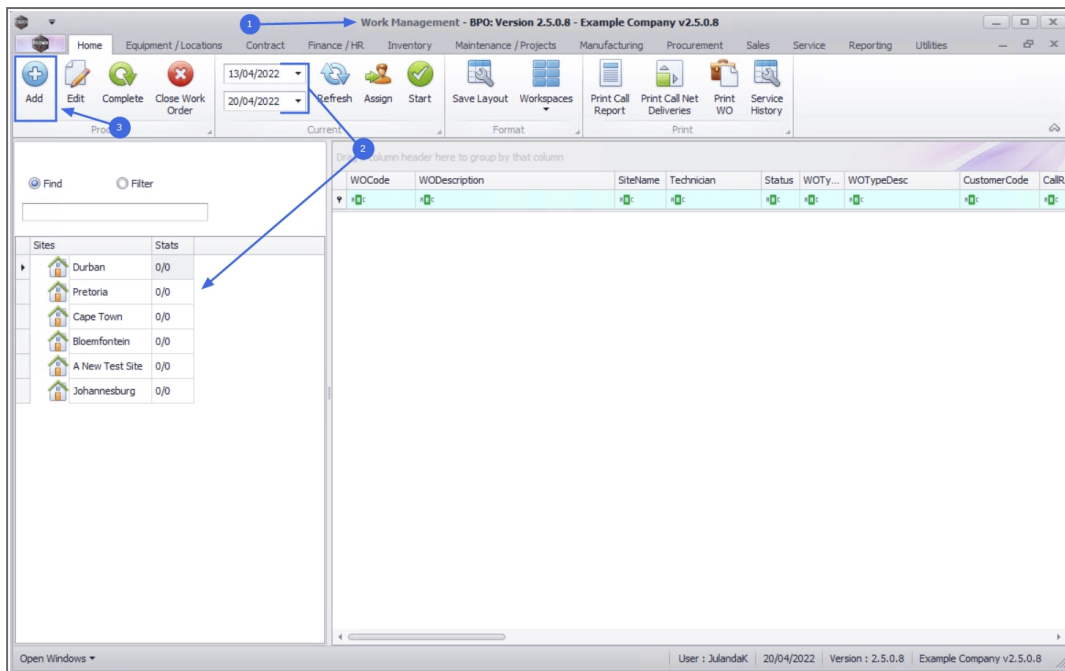 1
Work Management - BPO: Version 2.5.0.8 - Example Company v2.5.0.8
Home Equipment / Locations Contract Finance / HR Inventory Maintenance / Projects Manufacturing Procurement Sales Service Reporting Utilities
13/04/2022
20/04/2022
Add Edit Complete Close Work Order
Refresh Assign Start
Save Layout Workspaces
Print Call Report Print Call Net Deliveries Print WO Service History
3
Current Format Print
2
column header here to group by that column
Find Filter
WOCode WODescription SiteName Technician Status WOTy... WOTypeDesc CustomerCode CallR
Sites Stats
Durban 0/0
Pretoria 0/0
Cape Town 0/0
Bloemfontein 0/0
A New Test Site 0/0
Johannesburg 0/0
Open Windows User : JulandaK 20/04/2022 Version : 2.5.0.8 Example Company v2.5.0.8